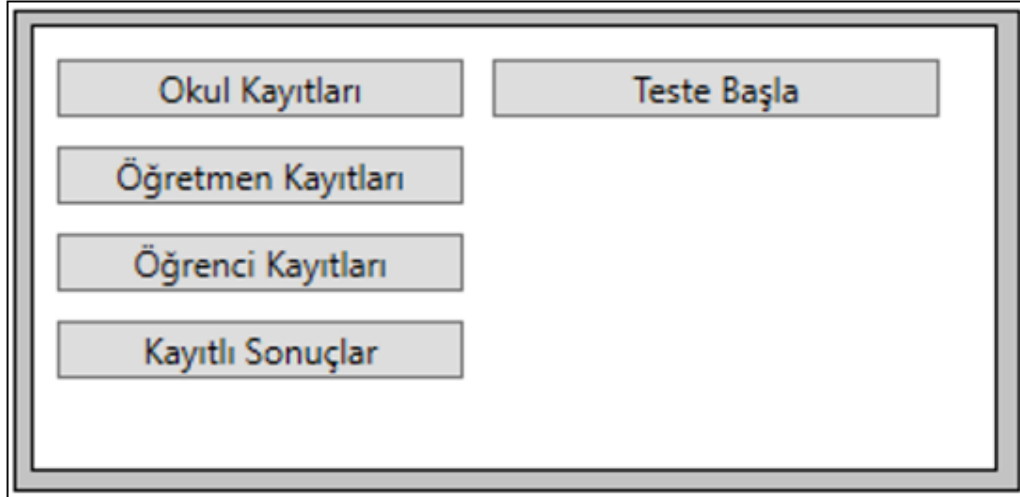 Okul Kayıtları
Teste Başla
Öğretmen Kayıtları
Öğrenci Kayıtları
Kayıtlı Sonuçlar